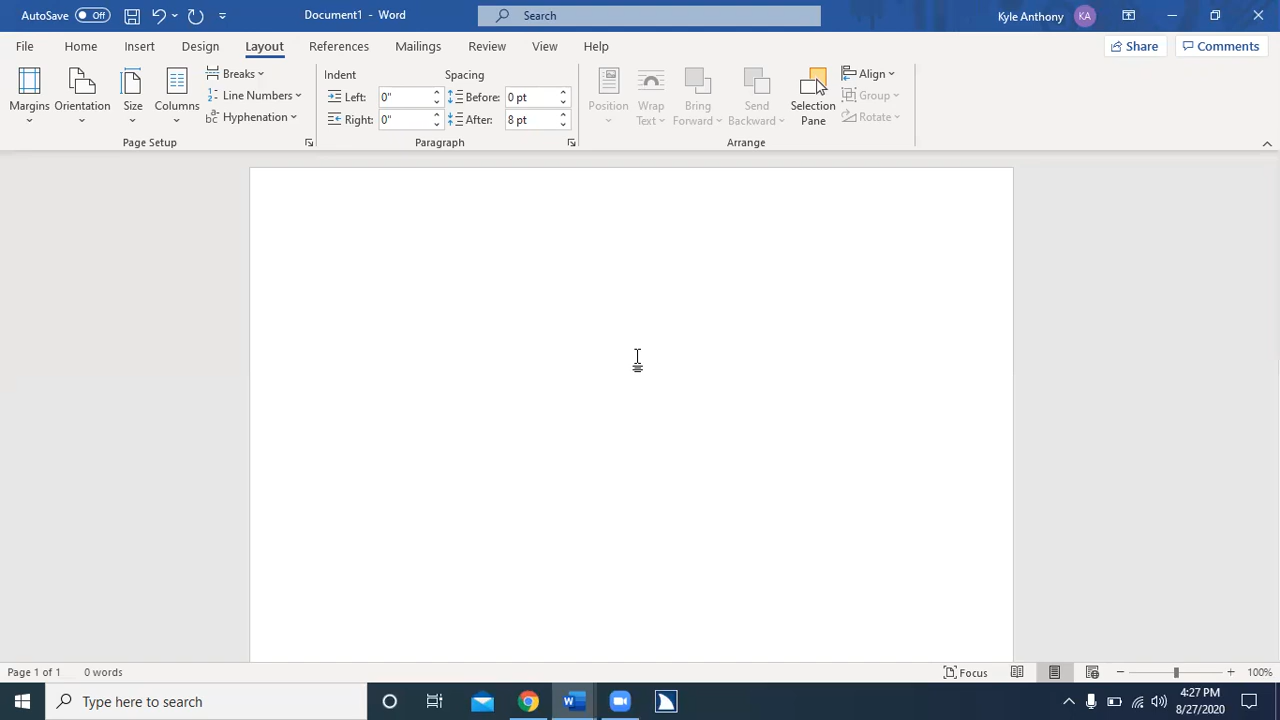 AutoSave Off Document1 - Word Search Kyle Anthony KA
File Home Insert Design Layout References Mailings Review View Help Share Comments
Margins Orientation Size Columns
Breaks
Line Numbers
Hyphenation
Page Setup
Indent
Left: 0"
Right: 0"
Spacing
Before: 0 pt
After: 8 pt
Paragraph
Position
Wrap Text
Bring Forward
Send Backward
Selection Pane
Align
Group
Rotate
Arrange
Page 1 of 1 0 words Focus 100%
Type here to search
4:27 PM
8/27/2020